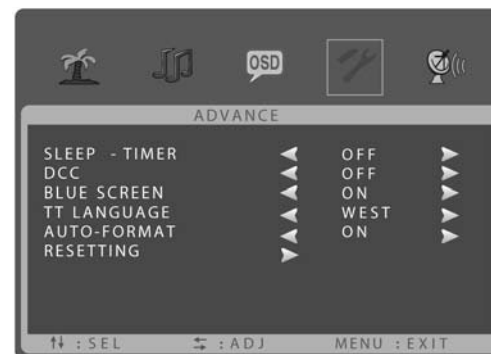 OSD
ADVANCE
SLEEP - TIMER OFF
DCC OFF
BLUE SCREEN ON
TT LANGUAGE WEST
AUTO-FORMAT ON
RESETTING
↑↓ : SEL ⇆ : ADJ MENU : EXIT